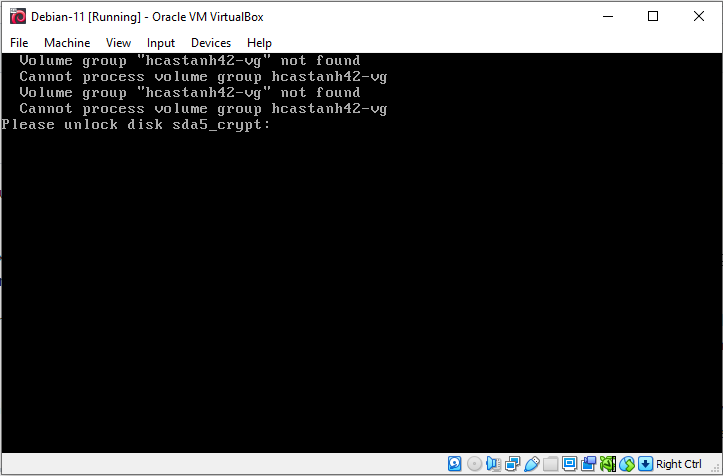 Debian-11 [Running] - Oracle VM VirtualBox
File Machine View Input Devices Help
Volume group "hcastanh42-vg" not found
Cannot process volume group hcastanh42-vg
Volume group "hcastanh42-vg" not found
Cannot process volume group hcastanh42-vg
Please unlock disk sda5_crypt:
Right Ctrl